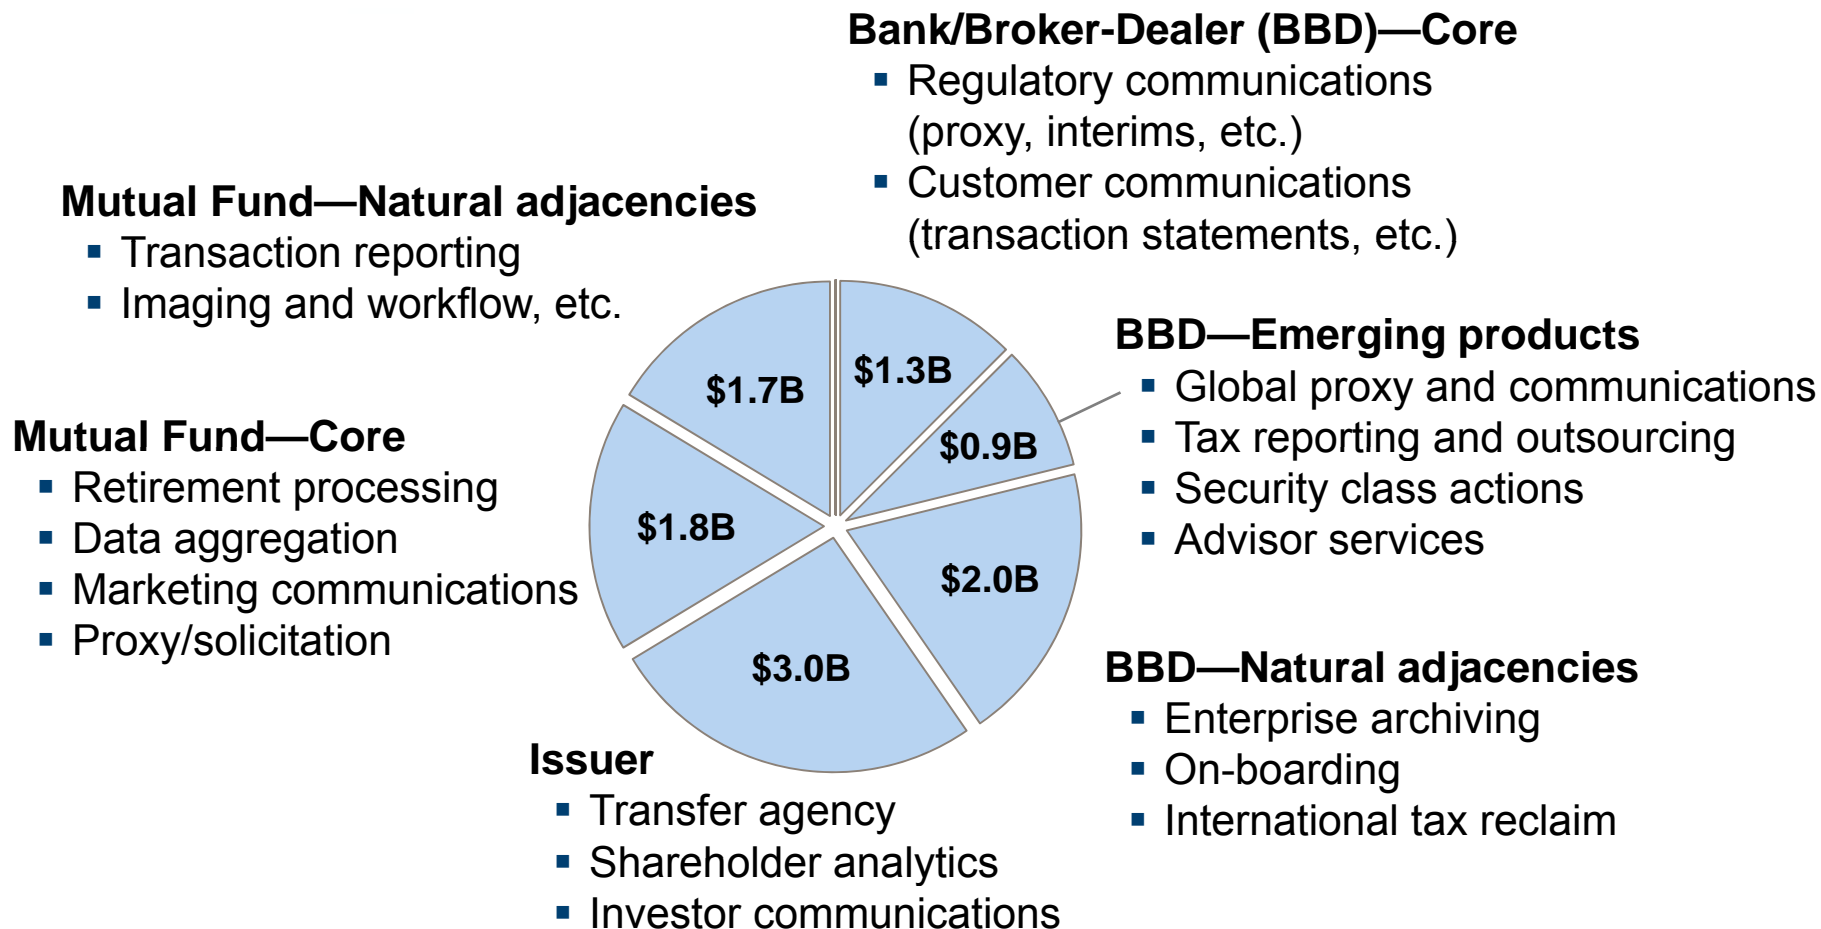 Bank/Broker-Dealer (BBD)—Core
▪ Regulatory communications
(proxy, interims, etc.)
▪ Customer communications
(transaction statements, etc.)
Mutual Fund—Natural adjacencies
▪ Transaction reporting
▪ Imaging and workflow, etc.
BBD—Emerging products
▪ Global proxy and communications
▪ Tax reporting and outsourcing
▪ Security class actions
▪ Advisor services
Mutual Fund—Core
▪ Retirement processing
▪ Data aggregation
▪ Marketing communications
▪ Proxy/solicitation
$1.7B
$1.3B
$0.9B
$1.8B
$2.0B
$3.0B
BBD—Natural adjacencies
▪ Enterprise archiving
▪ On-boarding
▪ International tax reclaim
Issuer
▪ Transfer agency
▪ Shareholder analytics
▪ Investor communications